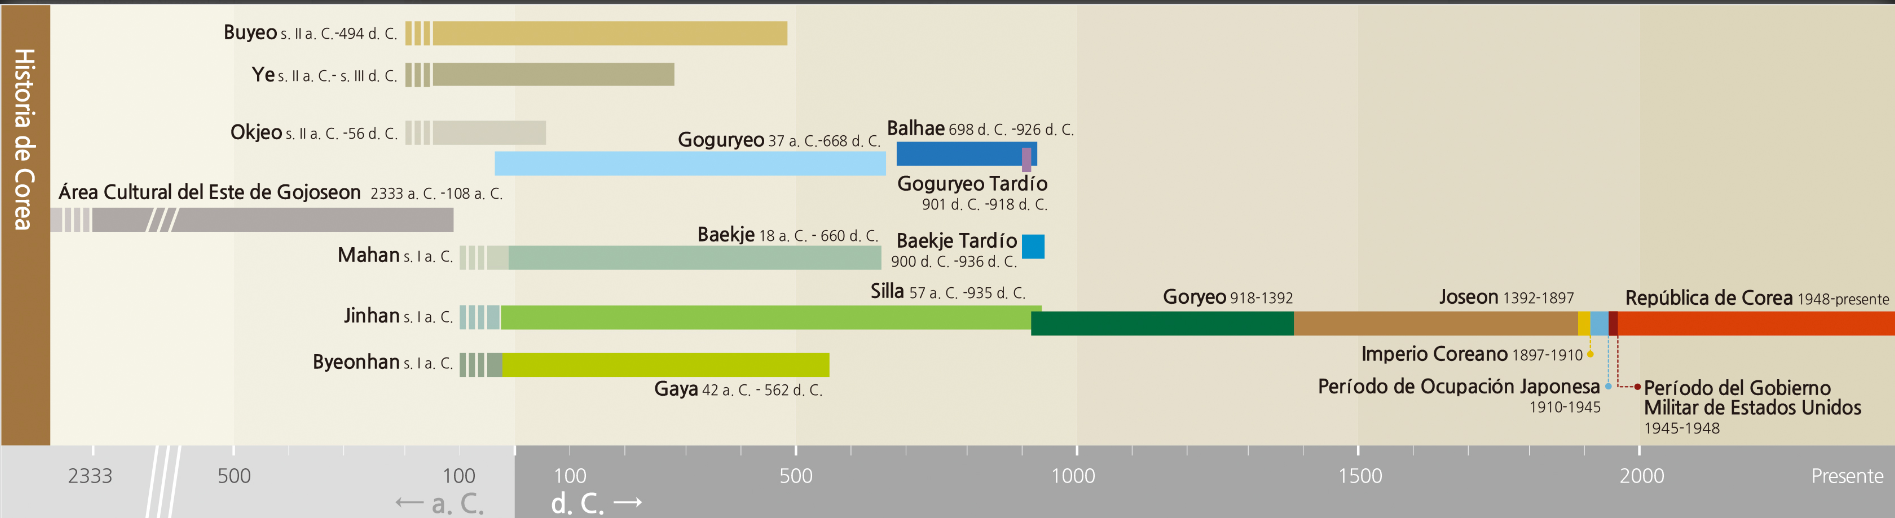 Historia de Corea
Buyeo s. II a. C.-494 d. C.
Ye s. II a. C.- s. III d. C.
Okjeo s. II a. C. -56 d. C.
Goguryeo 37 a. C.-668 d. C.
Balhae 698 d. C. -926 d. C.
Goguryeo Tardío
901 d. C. -918 d. C.
Área Cultural del Este de Gojoseon 2333 a. C. -108 a. C.
Mahan s. I a. C.
Baekje 18 a. C. - 660 d. C.
Baekje Tardío
900 d. C. -936 d. C.
Jinhan s. I a. C.
Silla 57 a. C. -935 d. C.
Goryeo 918-1392
Joseon 1392-1897
República de Corea 1948-presente
Imperio Coreano 1897-1910
Byeonhan s. I a. C.
Gaya 42 a. C. - 562 d. C.
Período de Ocupación Japonesa
1910-1945
Período del Gobierno
Militar de Estados Unidos
1945-1948
2333 500 100 100 500 1000 1500 2000 Presente
← a. C. d. C. →